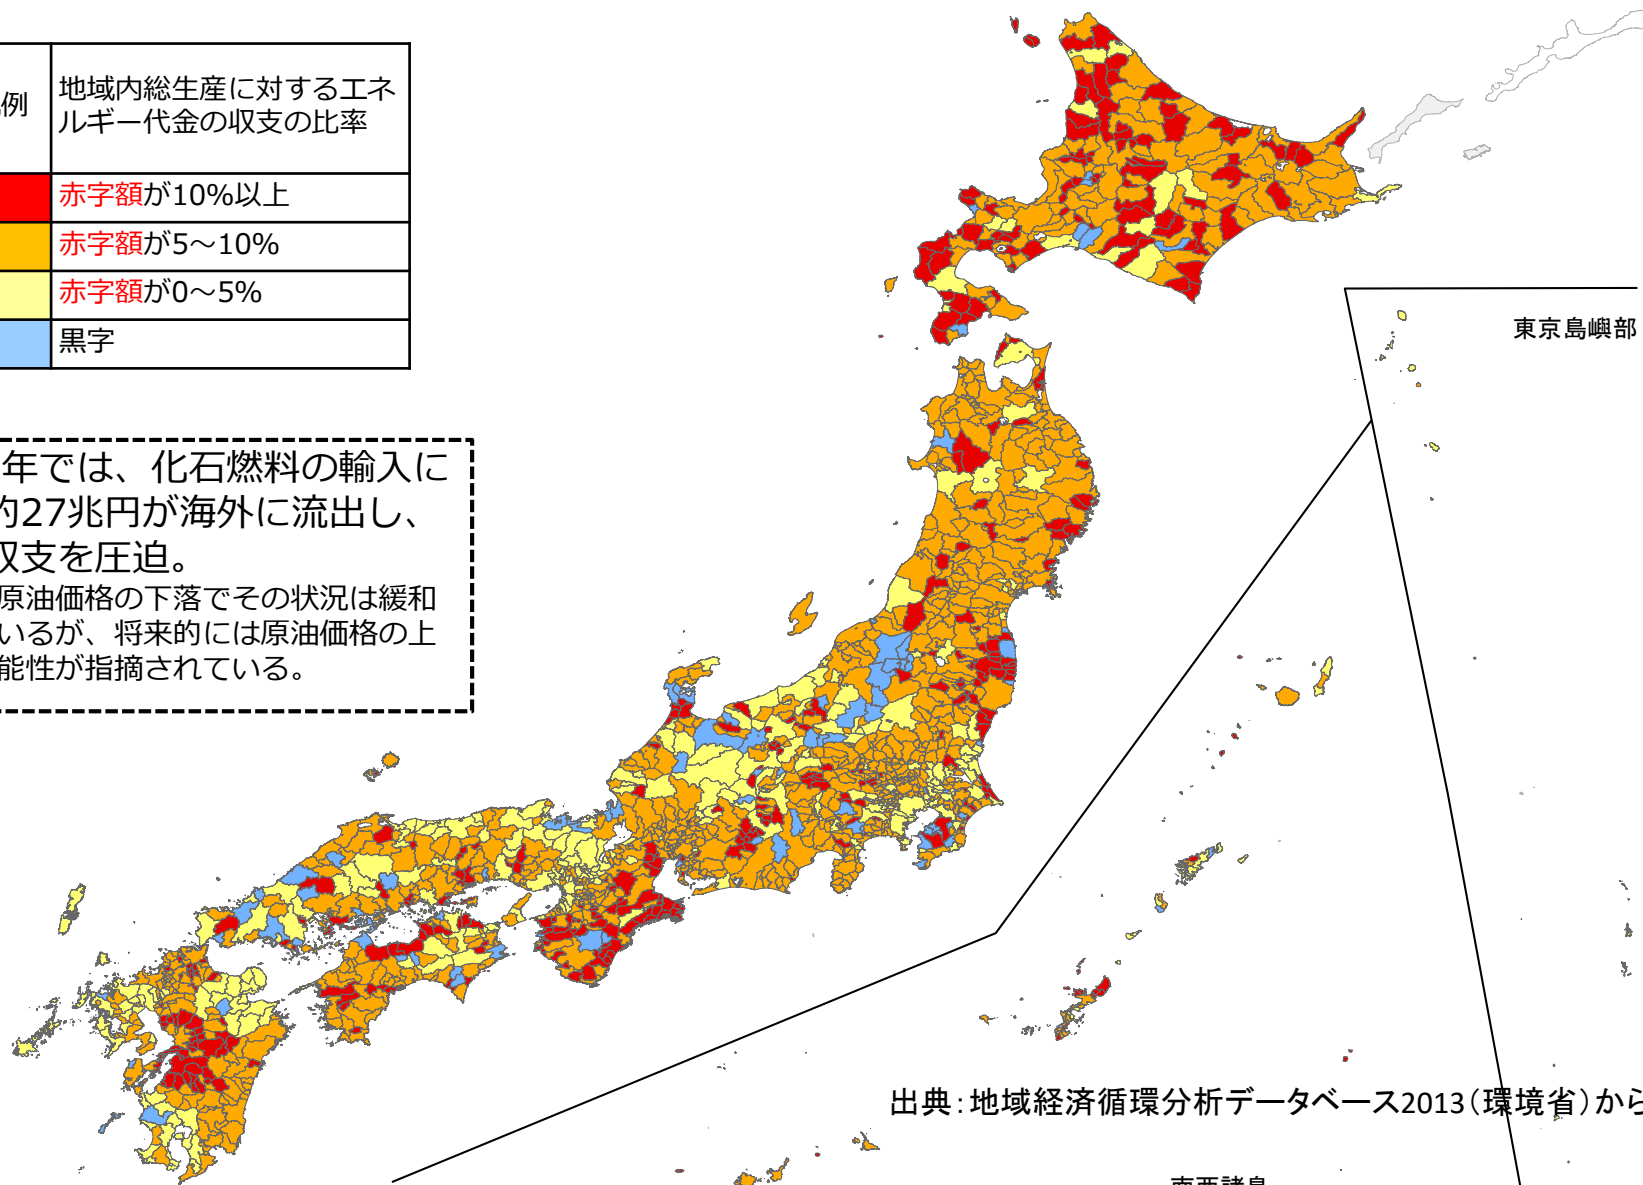 例
地域内総生産に対するエネ
ルギー代金の収支の比率
赤字額が10%以上
赤字額が5～10%
赤字額が0～5%
黒字
年では、化石燃料の輸入に
約27兆円が海外に流出し、
収支を圧迫。
原油価格の下落でその状況は緩和
いるが、将来的には原油価格の上
能性が指摘されている。
東京島嶼部
出典：地域経済循環分析データベース2013（環境省）から
南西諸島